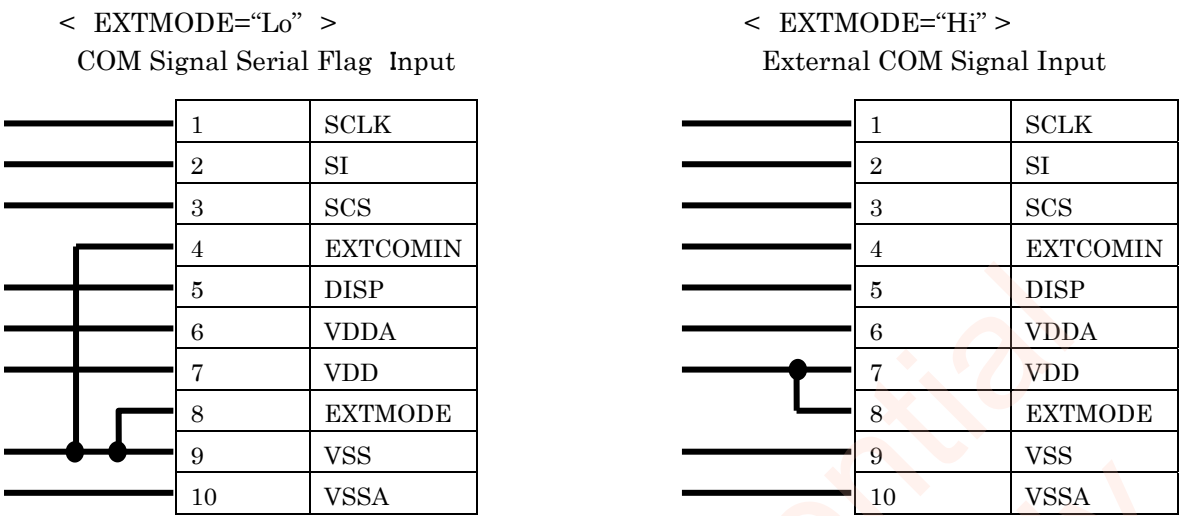 < EXTMODE=“Lo” >
COM Signal Serial Flag Input
1 SCLK
2 SI
3 SCS
4 EXTCOMIN
5 DISP
6 VDDA
7 VDD
8 EXTMODE
9 VSS
10 VSSA
< EXTMODE=“Hi” >
External COM Signal Input
1 SCLK
2 SI
3 SCS
4 EXTCOMIN
5 DISP
6 VDDA
7 VDD
8 EXTMODE
9 VSS
10 VSSA